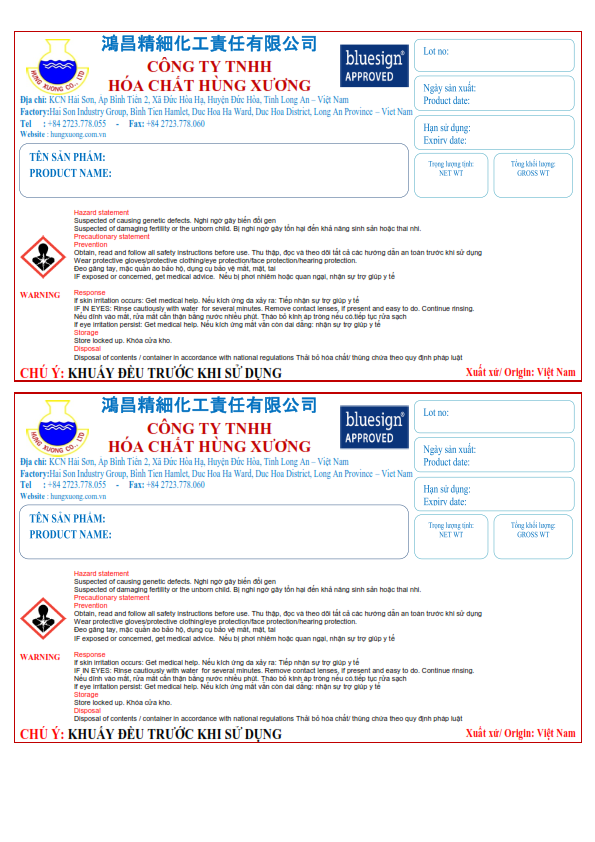 鴻昌精細化工責任有限公司
CÔNG TY TNHH
HÓA CHẤT HÙNG XƯƠNG
HUNG XUONG CO., LTD
bluesign®
APPROVED
Địa chỉ: KCN Hải Sơn, Ấp Bình Tiền 2, Xã Đức Hòa Hạ, Huyện Đức Hòa, Tỉnh Long An – Việt Nam
Factory:Hai Son Industry Group, Binh Tien Hamlet, Duc Hoa Ha Ward, Duc Hoa District, Long An Province – Viet Nam
Tel : +84 2723.778.055 - Fax: +84 2723.778.060
Website : hungxuong.com.vn
Lot no:
Ngày sản xuất:
Product date:
Hạn sử dụng:
Expiry date:
TÊN SẢN PHẨM:
PRODUCT NAME:
Trọng lượng tịnh:
NET WT
Tổng khối lượng:
GROSS WT
Hazard statement
Suspected of causing genetic defects. Nghi ngờ gây biến đổi gen
Suspected of damaging fertility or the unborn child. Bị nghi ngờ gây tổn hại đến khả năng sinh sản hoặc thai nhi.
Precautionary statement
Prevention
Obtain, read and follow all safety instructions before use. Thu thập, đọc và theo dõi tất cả các hướng dẫn an toàn trước khi sử dụng
Wear protective gloves/protective clothing/eye protection/face protection/hearing protection.
Đeo găng tay, mặc quần áo bảo hộ, dụng cụ bảo vệ mắt, mặt, tai
IF exposed or concerned, get medical advice. Nếu bị phơi nhiễm hoặc quan ngại, nhận sự trợ giúp y tế
WARNING
Response
If skin irritation occurs: Get medical help. Nếu kích ứng da xảy ra: Tiếp nhận sự trợ giúp y tế
IF IN EYES: Rinse cautiously with water for several minutes. Remove contact lenses, if present and easy to do. Continue rinsing.
Nếu dính vào mắt, rửa mắt cẩn thận bằng nước nhiều phút. Tháo bỏ kính áp tròng nếu có.tiếp tục rửa sạch
If eye irritation persist: Get medical help. Nếu kích ứng mắt vẫn còn dai dẳng: nhận sự trợ giúp y tế
Storage
Store locked up. Khóa cửa kho.
Disposal
Disposal of contents / container in accordance with national regulations Thải bỏ hóa chất/ thùng chứa theo quy định pháp luật
CHÚ Ý: KHUẤY ĐỀU TRƯỚC KHI SỬ DỤNG
Xuất xứ/ Origin: Việt Nam
鴻昌精細化工責任有限公司
CÔNG TY TNHH
HÓA CHẤT HÙNG XƯƠNG
HUNG XUONG CO., LTD
bluesign®
APPROVED
Địa chỉ: KCN Hải Sơn, Ấp Bình Tiền 2, Xã Đức Hòa Hạ, Huyện Đức Hòa, Tỉnh Long An – Việt Nam
Factory:Hai Son Industry Group, Binh Tien Hamlet, Duc Hoa Ha Ward, Duc Hoa District, Long An Province – Viet Nam
Tel : +84 2723.778.055 - Fax: +84 2723.778.060
Website : hungxuong.com.vn
Lot no:
Ngày sản xuất:
Product date:
Hạn sử dụng:
Expiry date:
TÊN SẢN PHẨM:
PRODUCT NAME:
Trọng lượng tịnh:
NET WT
Tổng khối lượng:
GROSS WT
Hazard statement
Suspected of causing genetic defects. Nghi ngờ gây biến đổi gen
Suspected of damaging fertility or the unborn child. Bị nghi ngờ gây tổn hại đến khả năng sinh sản hoặc thai nhi.
Precautionary statement
Prevention
Obtain, read and follow all safety instructions before use. Thu thập, đọc và theo dõi tất cả các hướng dẫn an toàn trước khi sử dụng
Wear protective gloves/protective clothing/eye protection/face protection/hearing protection.
Đeo găng tay, mặc quần áo bảo hộ, dụng cụ bảo vệ mắt, mặt, tai
IF exposed or concerned, get medical advice. Nếu bị phơi nhiễm hoặc quan ngại, nhận sự trợ giúp y tế
WARNING
Response
If skin irritation occurs: Get medical help. Nếu kích ứng da xảy ra: Tiếp nhận sự trợ giúp y tế
IF IN EYES: Rinse cautiously with water for several minutes. Remove contact lenses, if present and easy to do. Continue rinsing.
Nếu dính vào mắt, rửa mắt cẩn thận bằng nước nhiều phút. Tháo bỏ kính áp tròng nếu có.tiếp tục rửa sạch
If eye irritation persist: Get medical help. Nếu kích ứng mắt vẫn còn dai dẳng: nhận sự trợ giúp y tế
Storage
Store locked up. Khóa cửa kho.
Disposal
Disposal of contents / container in accordance with national regulations Thải bỏ hóa chất/ thùng chứa theo quy định pháp luật
CHÚ Ý: KHUẤY ĐỀU TRƯỚC KHI SỬ DỤNG
Xuất xứ/ Origin: Việt Nam